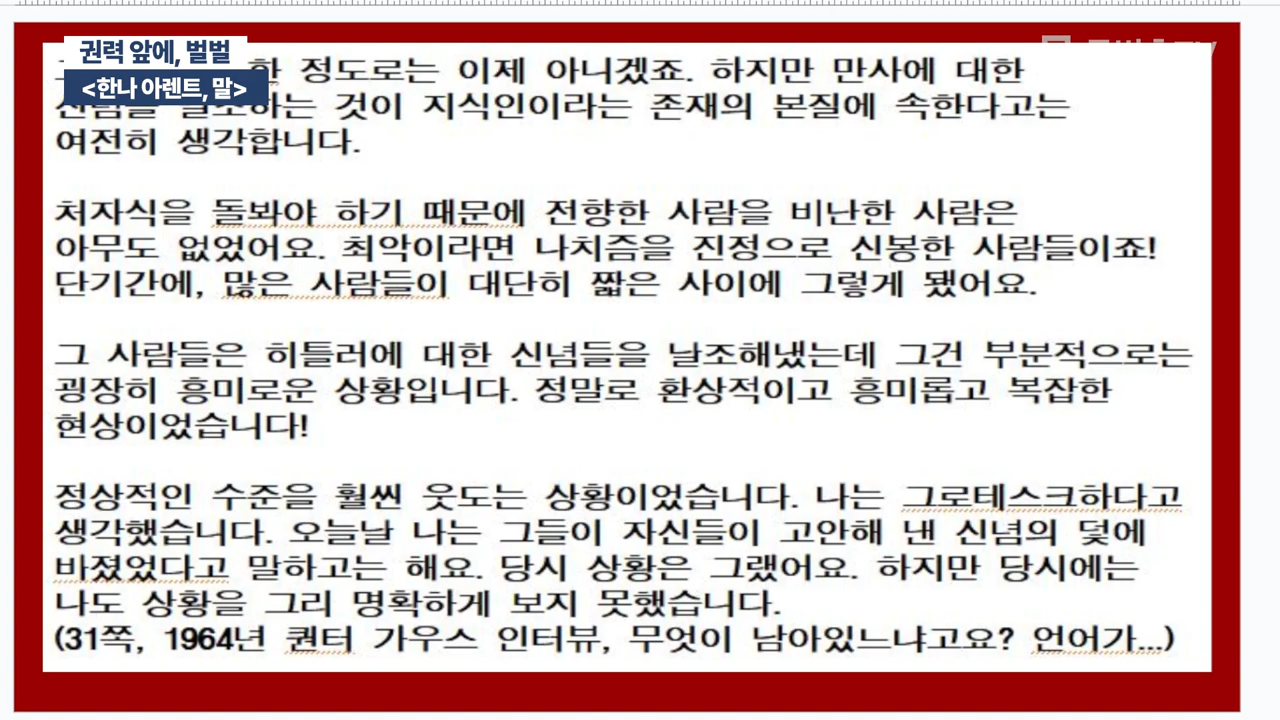 권력 앞에, 벌벌
<한나 아렌트, 말>
한 정도로는 이제 아니겠죠. 하지만 만사에 대한
신념을 날조하는 것이 지식인이라는 존재의 본질에 속한다고는
여전히 생각합니다.
처자식을 돌봐야 하기 때문에 전향한 사람을 비난한 사람은
아무도 없었어요. 최악이라면 나치즘을 진정으로 신봉한 사람들이죠!
단기간에, 많은 사람들이 대단히 짧은 사이에 그렇게 됐어요.
그 사람들은 히틀러에 대한 신념들을 날조해냈는데 그건 부분적으로는
굉장히 흥미로운 상황입니다. 정말로 환상적이고 흥미롭고 복잡한
현상이었습니다!
정상적인 수준을 훨씬 웃도는 상황이었습니다. 나는 그로테스크하다고
생각했습니다. 오늘날 나는 그들이 자신들이 고안해 낸 신념의 덫에
바졌었다고 말하고는 해요. 당시 상황은 그랬어요. 하지만 당시에는
나도 상황을 그리 명확하게 보지 못했습니다.
(31쪽, 1964년 퀀터 가우스 인터뷰, 무엇이 남아있느냐고요? 언어가...)